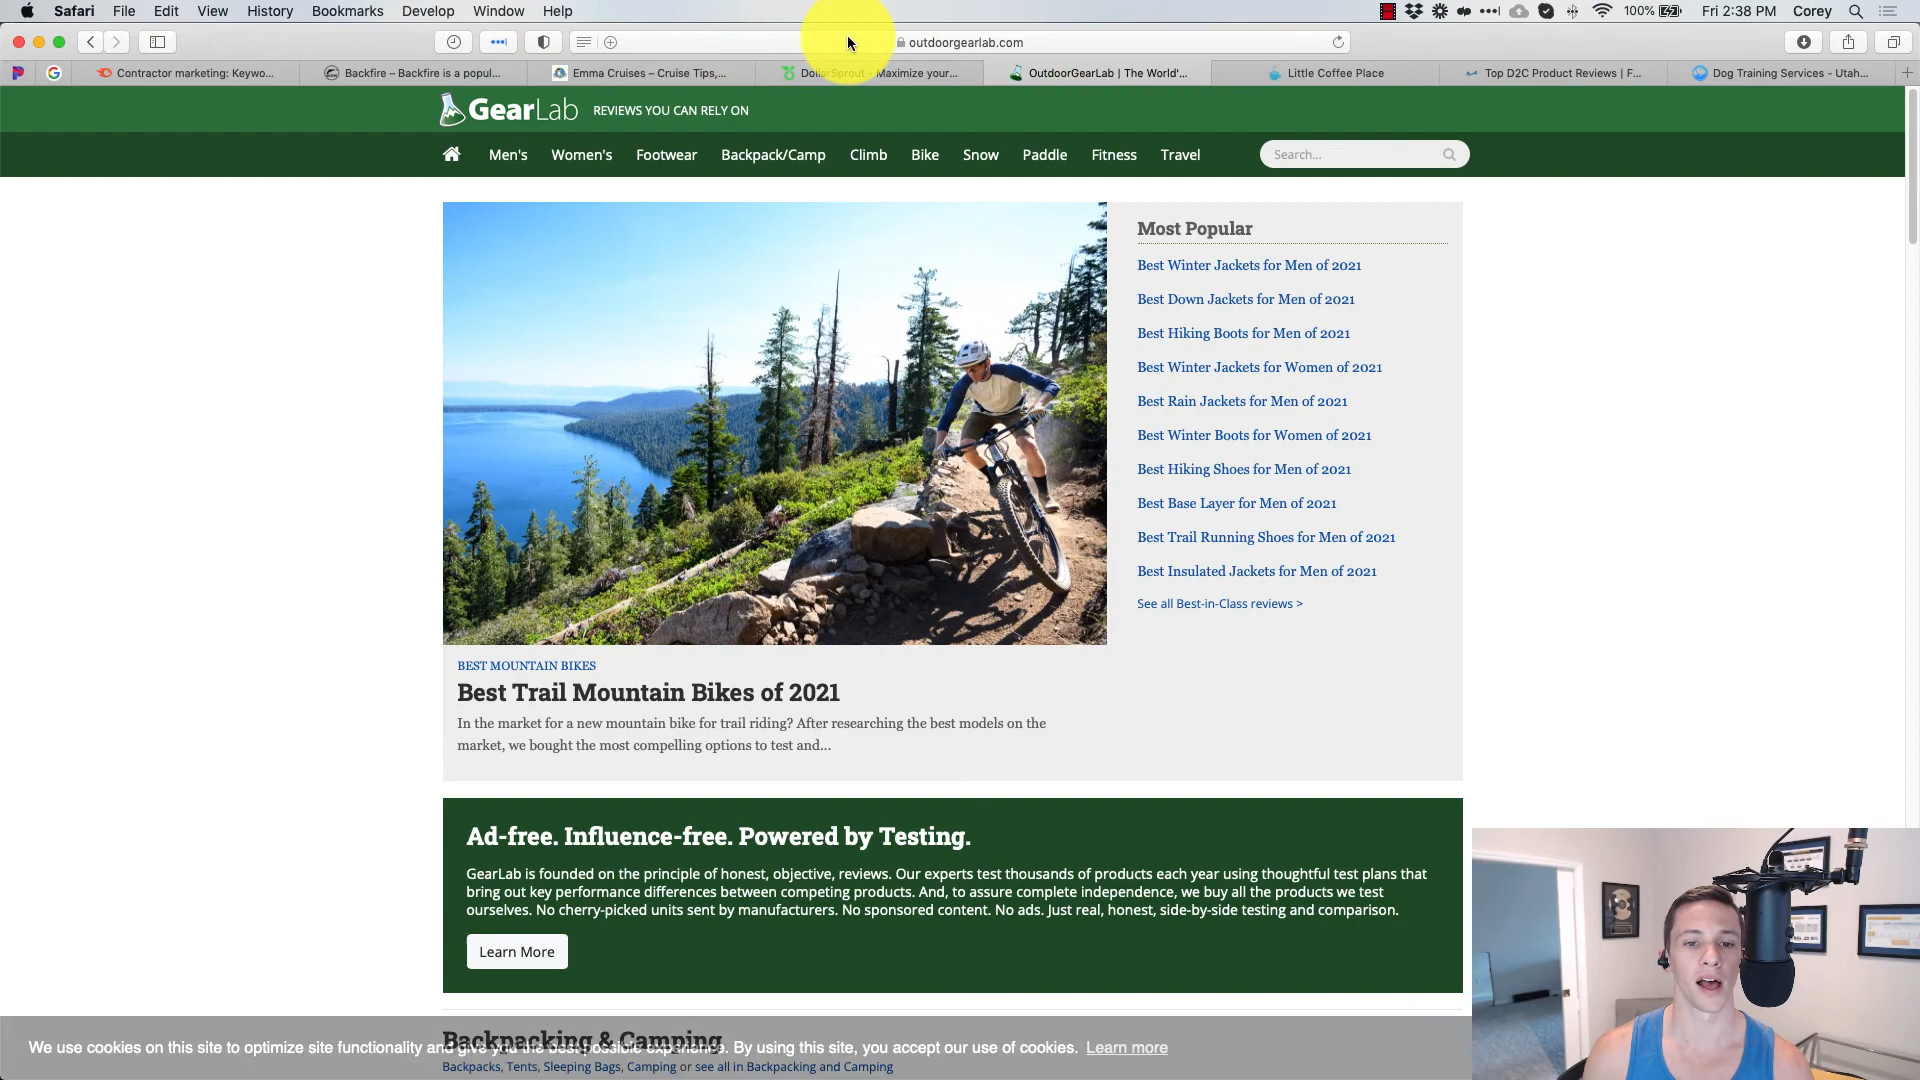 Safari File Edit View History Bookmarks Develop Window Help 100% Fri 2:38 PM Corey
outdoorgearlab.com
Contractor marketing: Keywo... Backfire – Backfire is a popul... Emma Cruises – Cruise Tips,... DollarSprout – Maximize your... OutdoorGearLab | The World'... Little Coffee Place Top D2C Product Reviews | F... Dog Training Services - Utah...
GearLab REVIEWS YOU CAN RELY ON
Men's Women's Footwear Backpack/Camp Climb Bike Snow Paddle Fitness Travel Search...
Most Popular
Best Winter Jackets for Men of 2021
Best Down Jackets for Men of 2021
Best Hiking Boots for Men of 2021
Best Winter Jackets for Women of 2021
Best Rain Jackets for Men of 2021
Best Winter Boots for Women of 2021
Best Hiking Shoes for Men of 2021
Best Base Layer for Men of 2021
Best Trail Running Shoes for Men of 2021
Best Insulated Jackets for Men of 2021
See all Best-in-Class reviews >
BEST MOUNTAIN BIKES
Best Trail Mountain Bikes of 2021
In the market for a new mountain bike for trail riding? After researching the best models on the
market, we bought the most compelling options to test and...
Ad-free. Influence-free. Powered by Testing.
GearLab is founded on the principle of honest, objective, reviews. Our experts test thousands of products each year using thoughtful test plans that
bring out key performance differences between competing products. And, to assure complete independence, we buy all the products we test
ourselves. No cherry-picked units sent by manufacturers. No sponsored content. No ads. Just real, honest, side-by-side testing and comparison.
Learn More
Backpacking & Camping
We use cookies on this site to optimize site functionality and give you the best possible experience. By using this site, you accept our use of cookies. Learn more
Backpacks, Tents, Sleeping Bags, Camping or see all in Backpacking and Camping